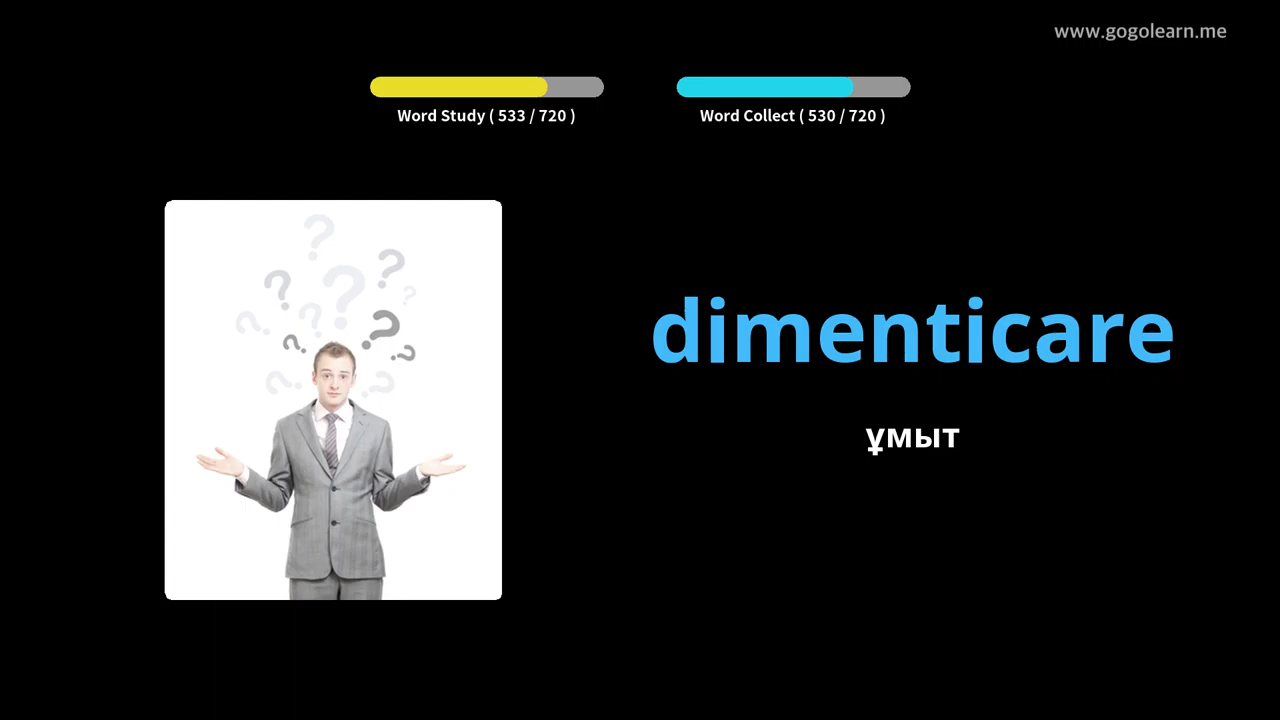 www.gogolearn.me
Word Study ( 533 / 720 )
Word Collect ( 530 / 720 )
dimenticare
ұмыт